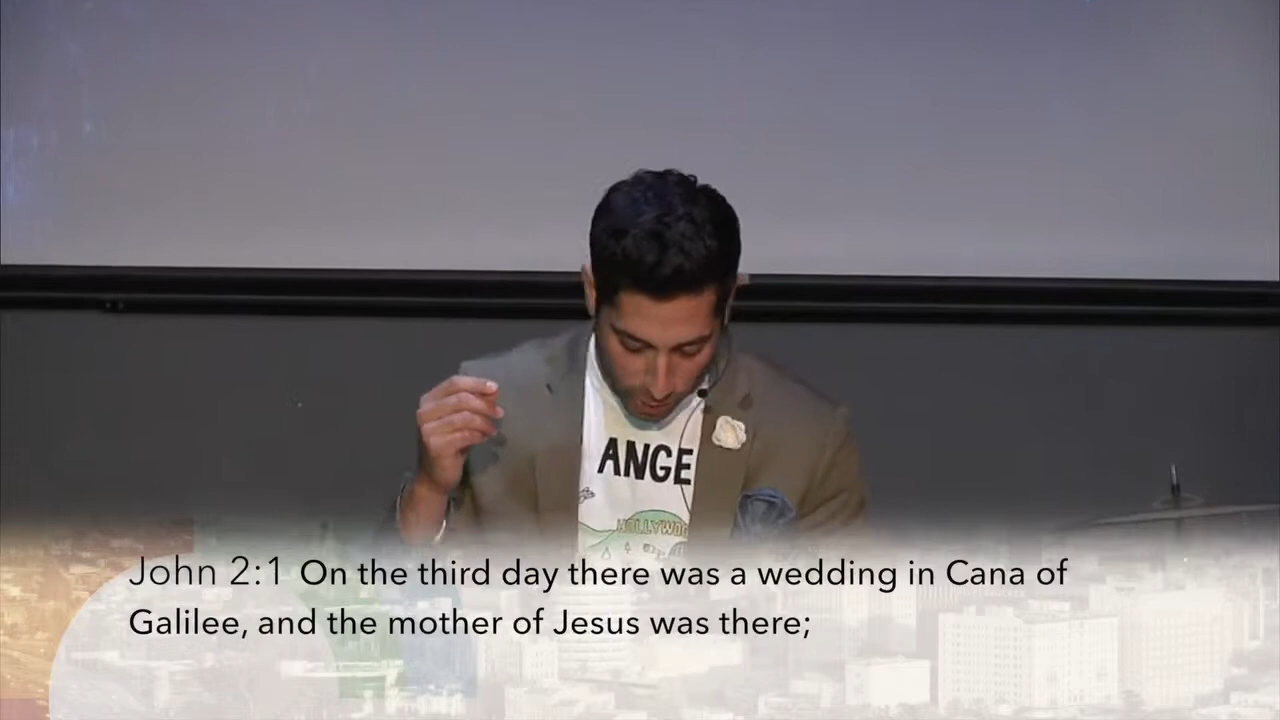 ANGE
HOLLYWOO
John 2:1 On the third day there was a wedding in Cana of
Galilee, and the mother of Jesus was there;